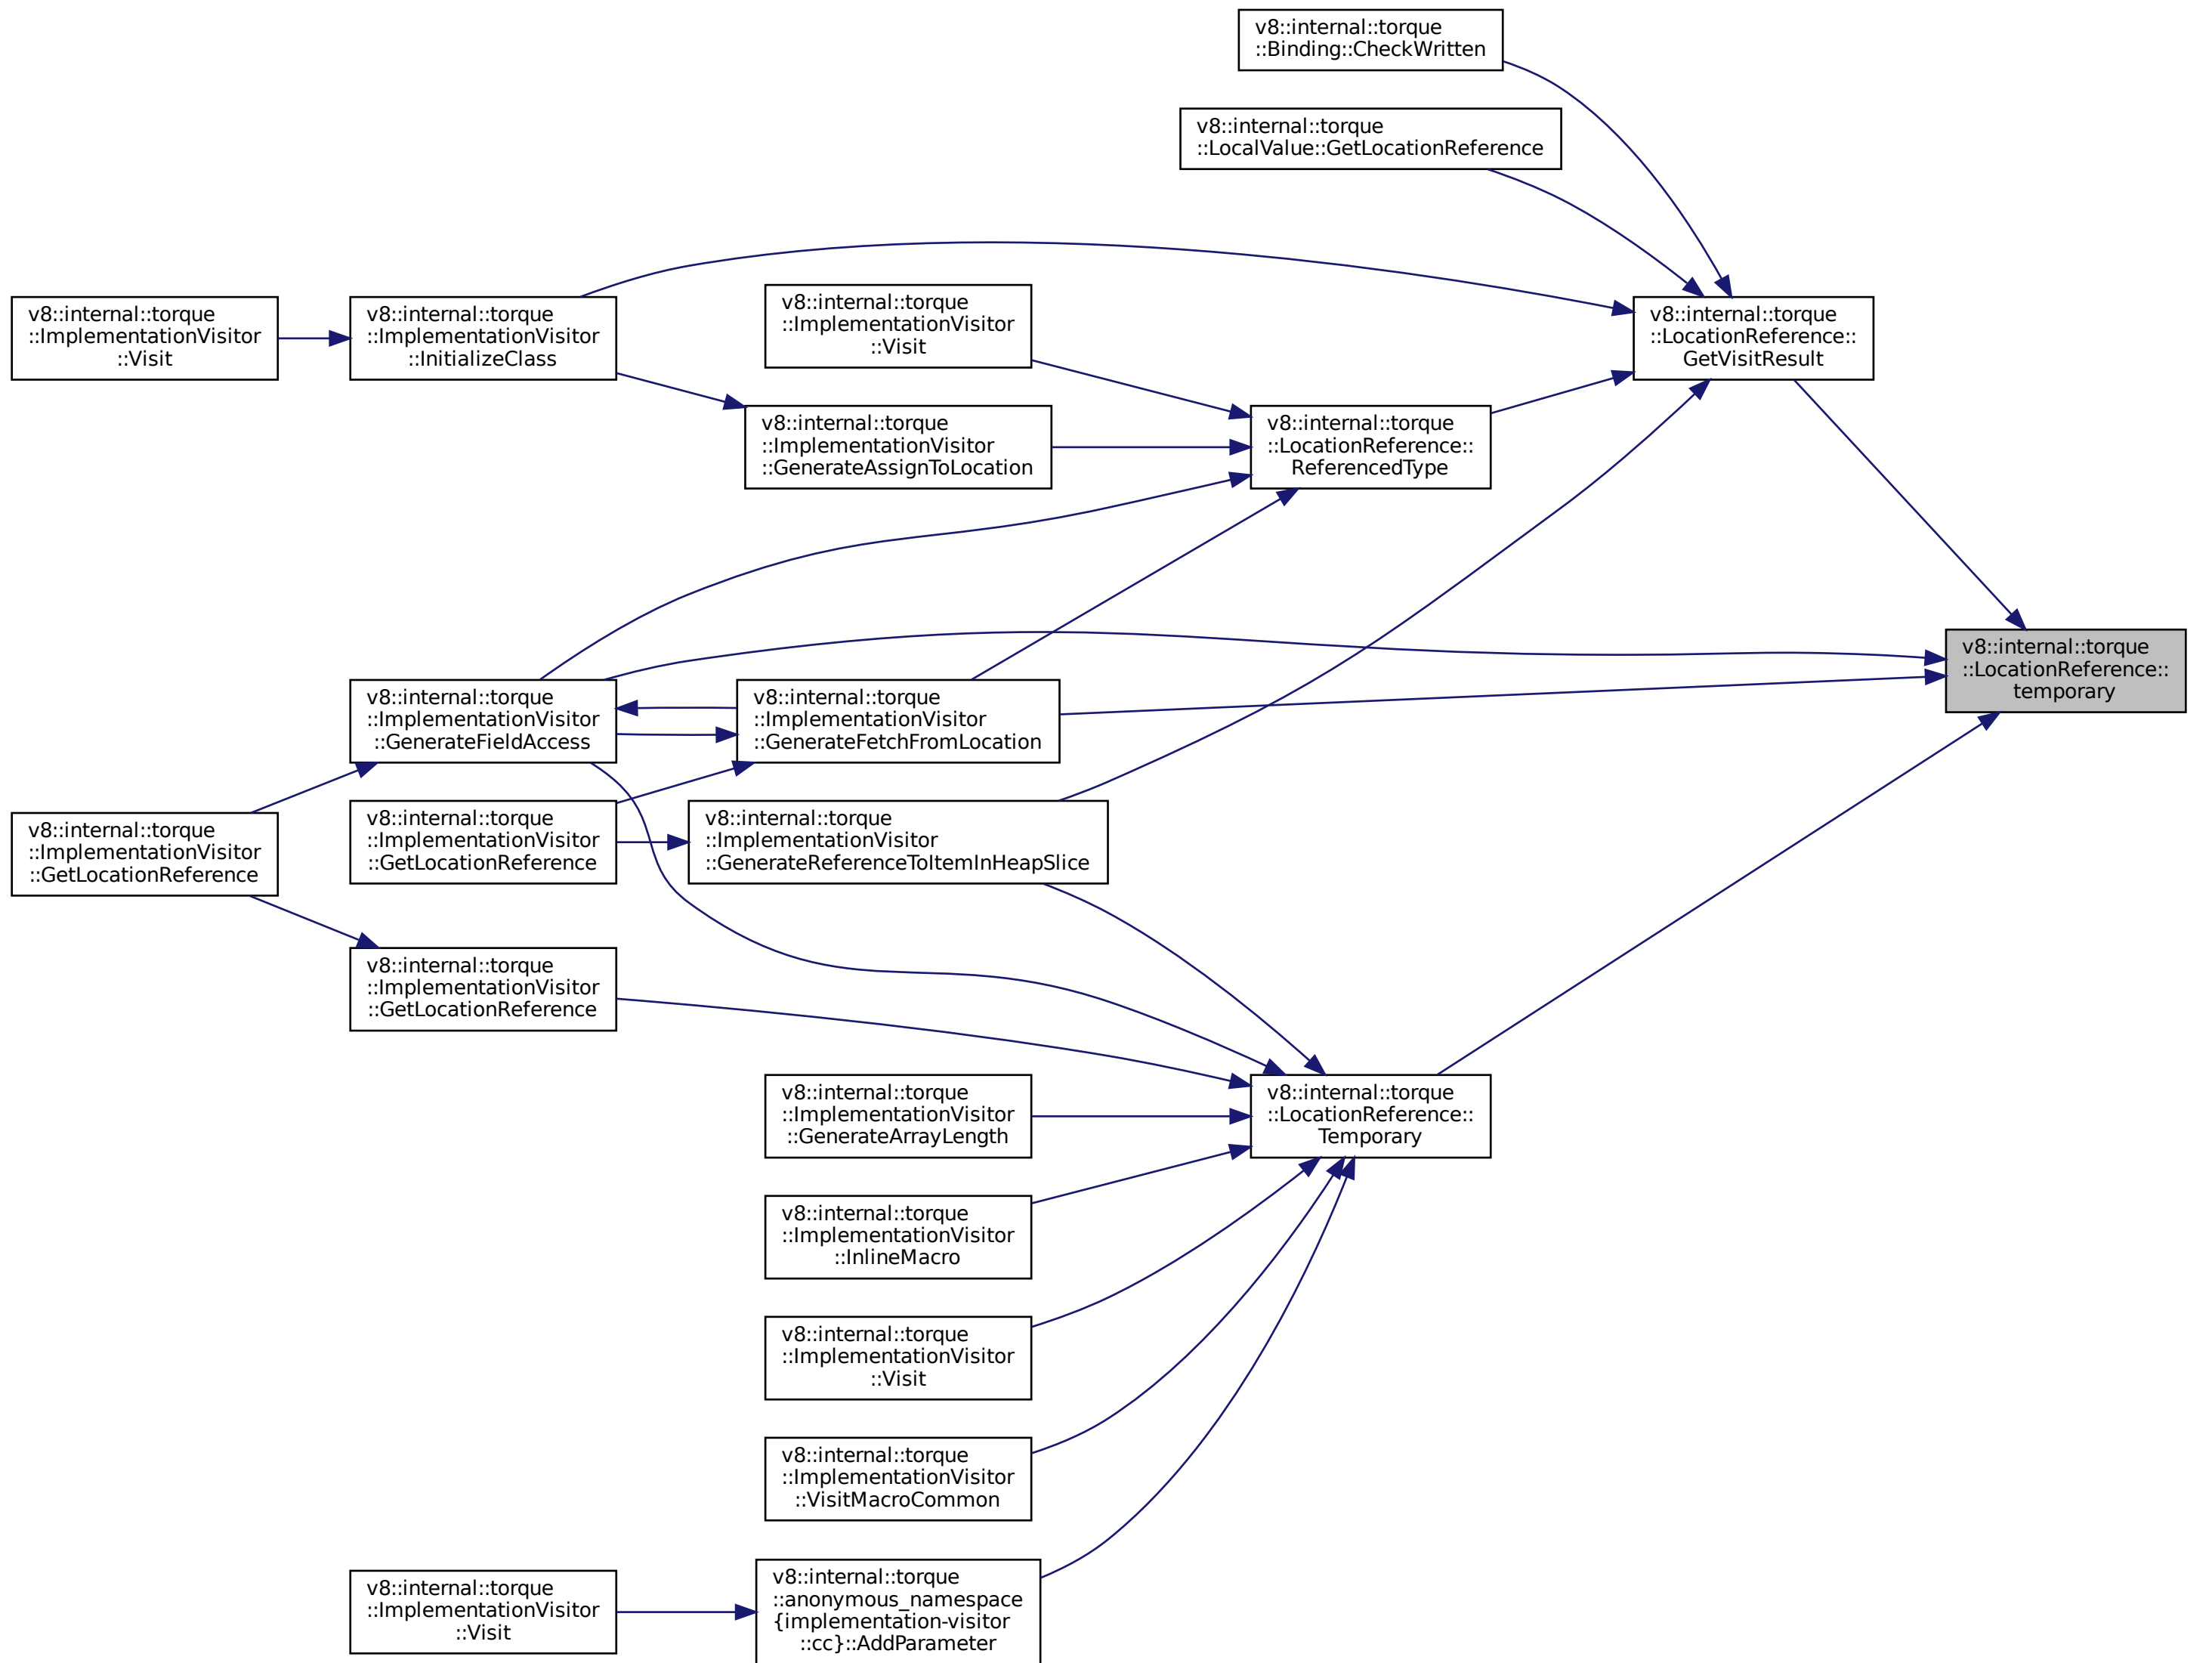 v8::internal::torque
::Binding::CheckWritten
v8::internal::torque
::LocalValue::GetLocationReference
v8::internal::torque
::ImplementationVisitor
::Visit
v8::internal::torque
::ImplementationVisitor
::InitializeClass
v8::internal::torque
::ImplementationVisitor
::Visit
v8::internal::torque
::LocationReference::
GetVisitResult
v8::internal::torque
::ImplementationVisitor
::GenerateAssignToLocation
v8::internal::torque
::LocationReference::
ReferencedType
v8::internal::torque
::LocationReference::
temporary
v8::internal::torque
::ImplementationVisitor
::GenerateFieldAccess
v8::internal::torque
::ImplementationVisitor
::GenerateFetchFromLocation
v8::internal::torque
::ImplementationVisitor
::GetLocationReference
v8::internal::torque
::ImplementationVisitor
::GetLocationReference
v8::internal::torque
::ImplementationVisitor
::GenerateReferenceToItemInHeapSlice
v8::internal::torque
::ImplementationVisitor
::GetLocationReference
v8::internal::torque
::ImplementationVisitor
::GenerateArrayLength
v8::internal::torque
::LocationReference::
Temporary
v8::internal::torque
::ImplementationVisitor
::InlineMacro
v8::internal::torque
::ImplementationVisitor
::Visit
v8::internal::torque
::ImplementationVisitor
::VisitMacroCommon
v8::internal::torque
::ImplementationVisitor
::Visit
v8::internal::torque
::anonymous_namespace
{implementation-visitor
::cc}::AddParameter